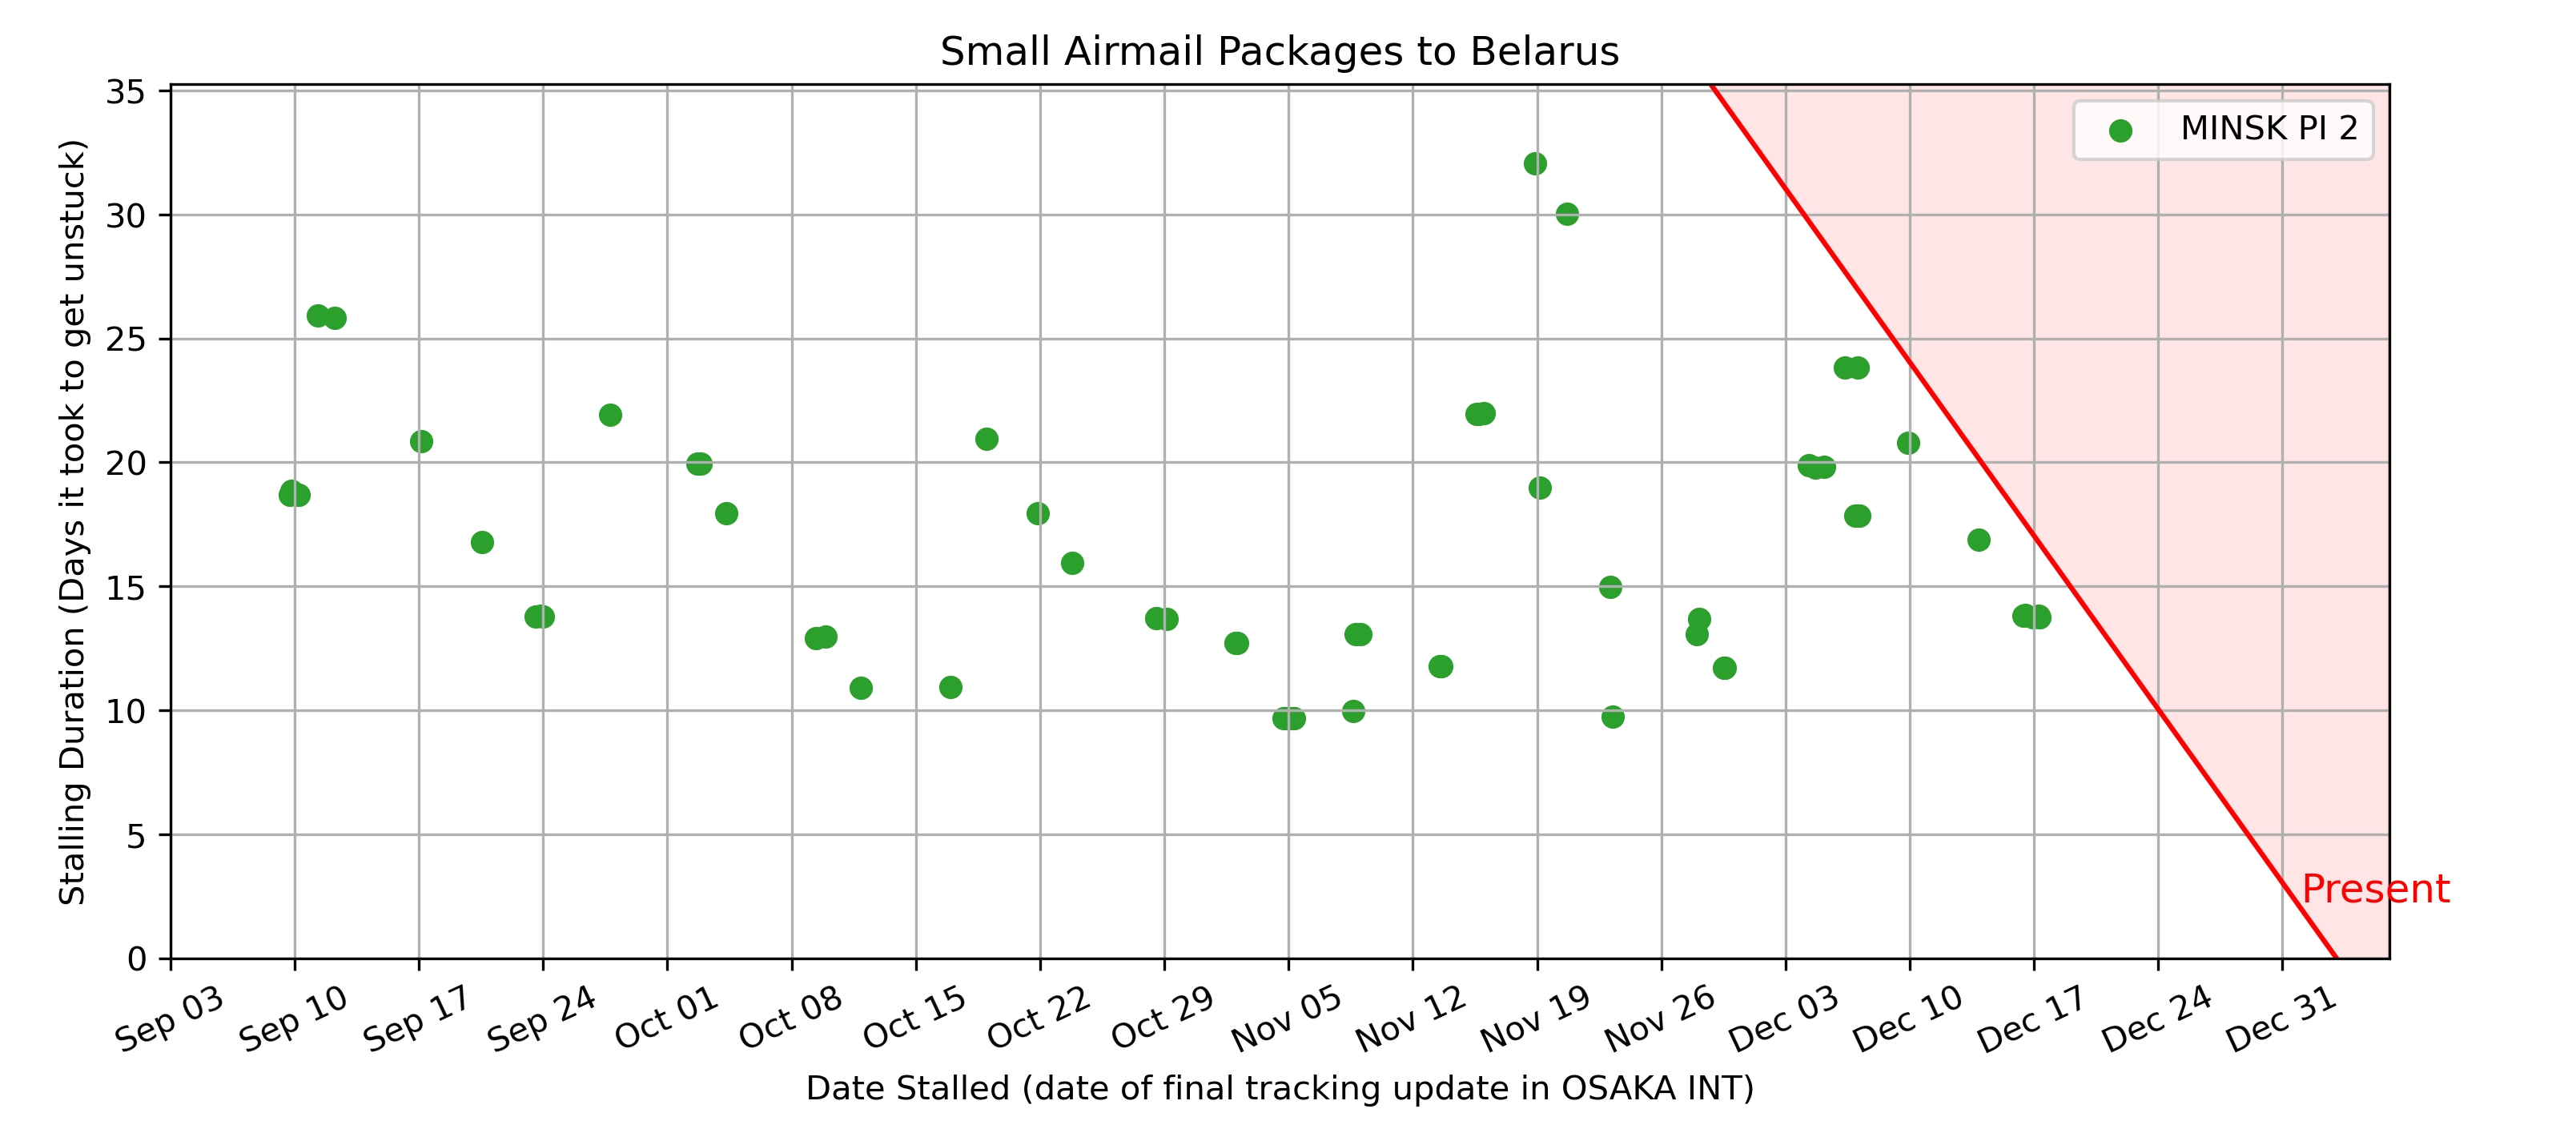 Small Airmail Packages to Belarus
Stalling Duration (Days it took to get unstuck)
35
30
25
20
15
10
5
0
MINSK PI 2
Present
Sep 03
Sep 10
Sep 17
Sep 24
Oct 01
Oct 08
Oct 15
Oct 22
Oct 29
Nov 05
Nov 12
Nov 19
Nov 26
Dec 03
Dec 10
Dec 17
Dec 24
Dec 31
Date Stalled (date of final tracking update in OSAKA INT)